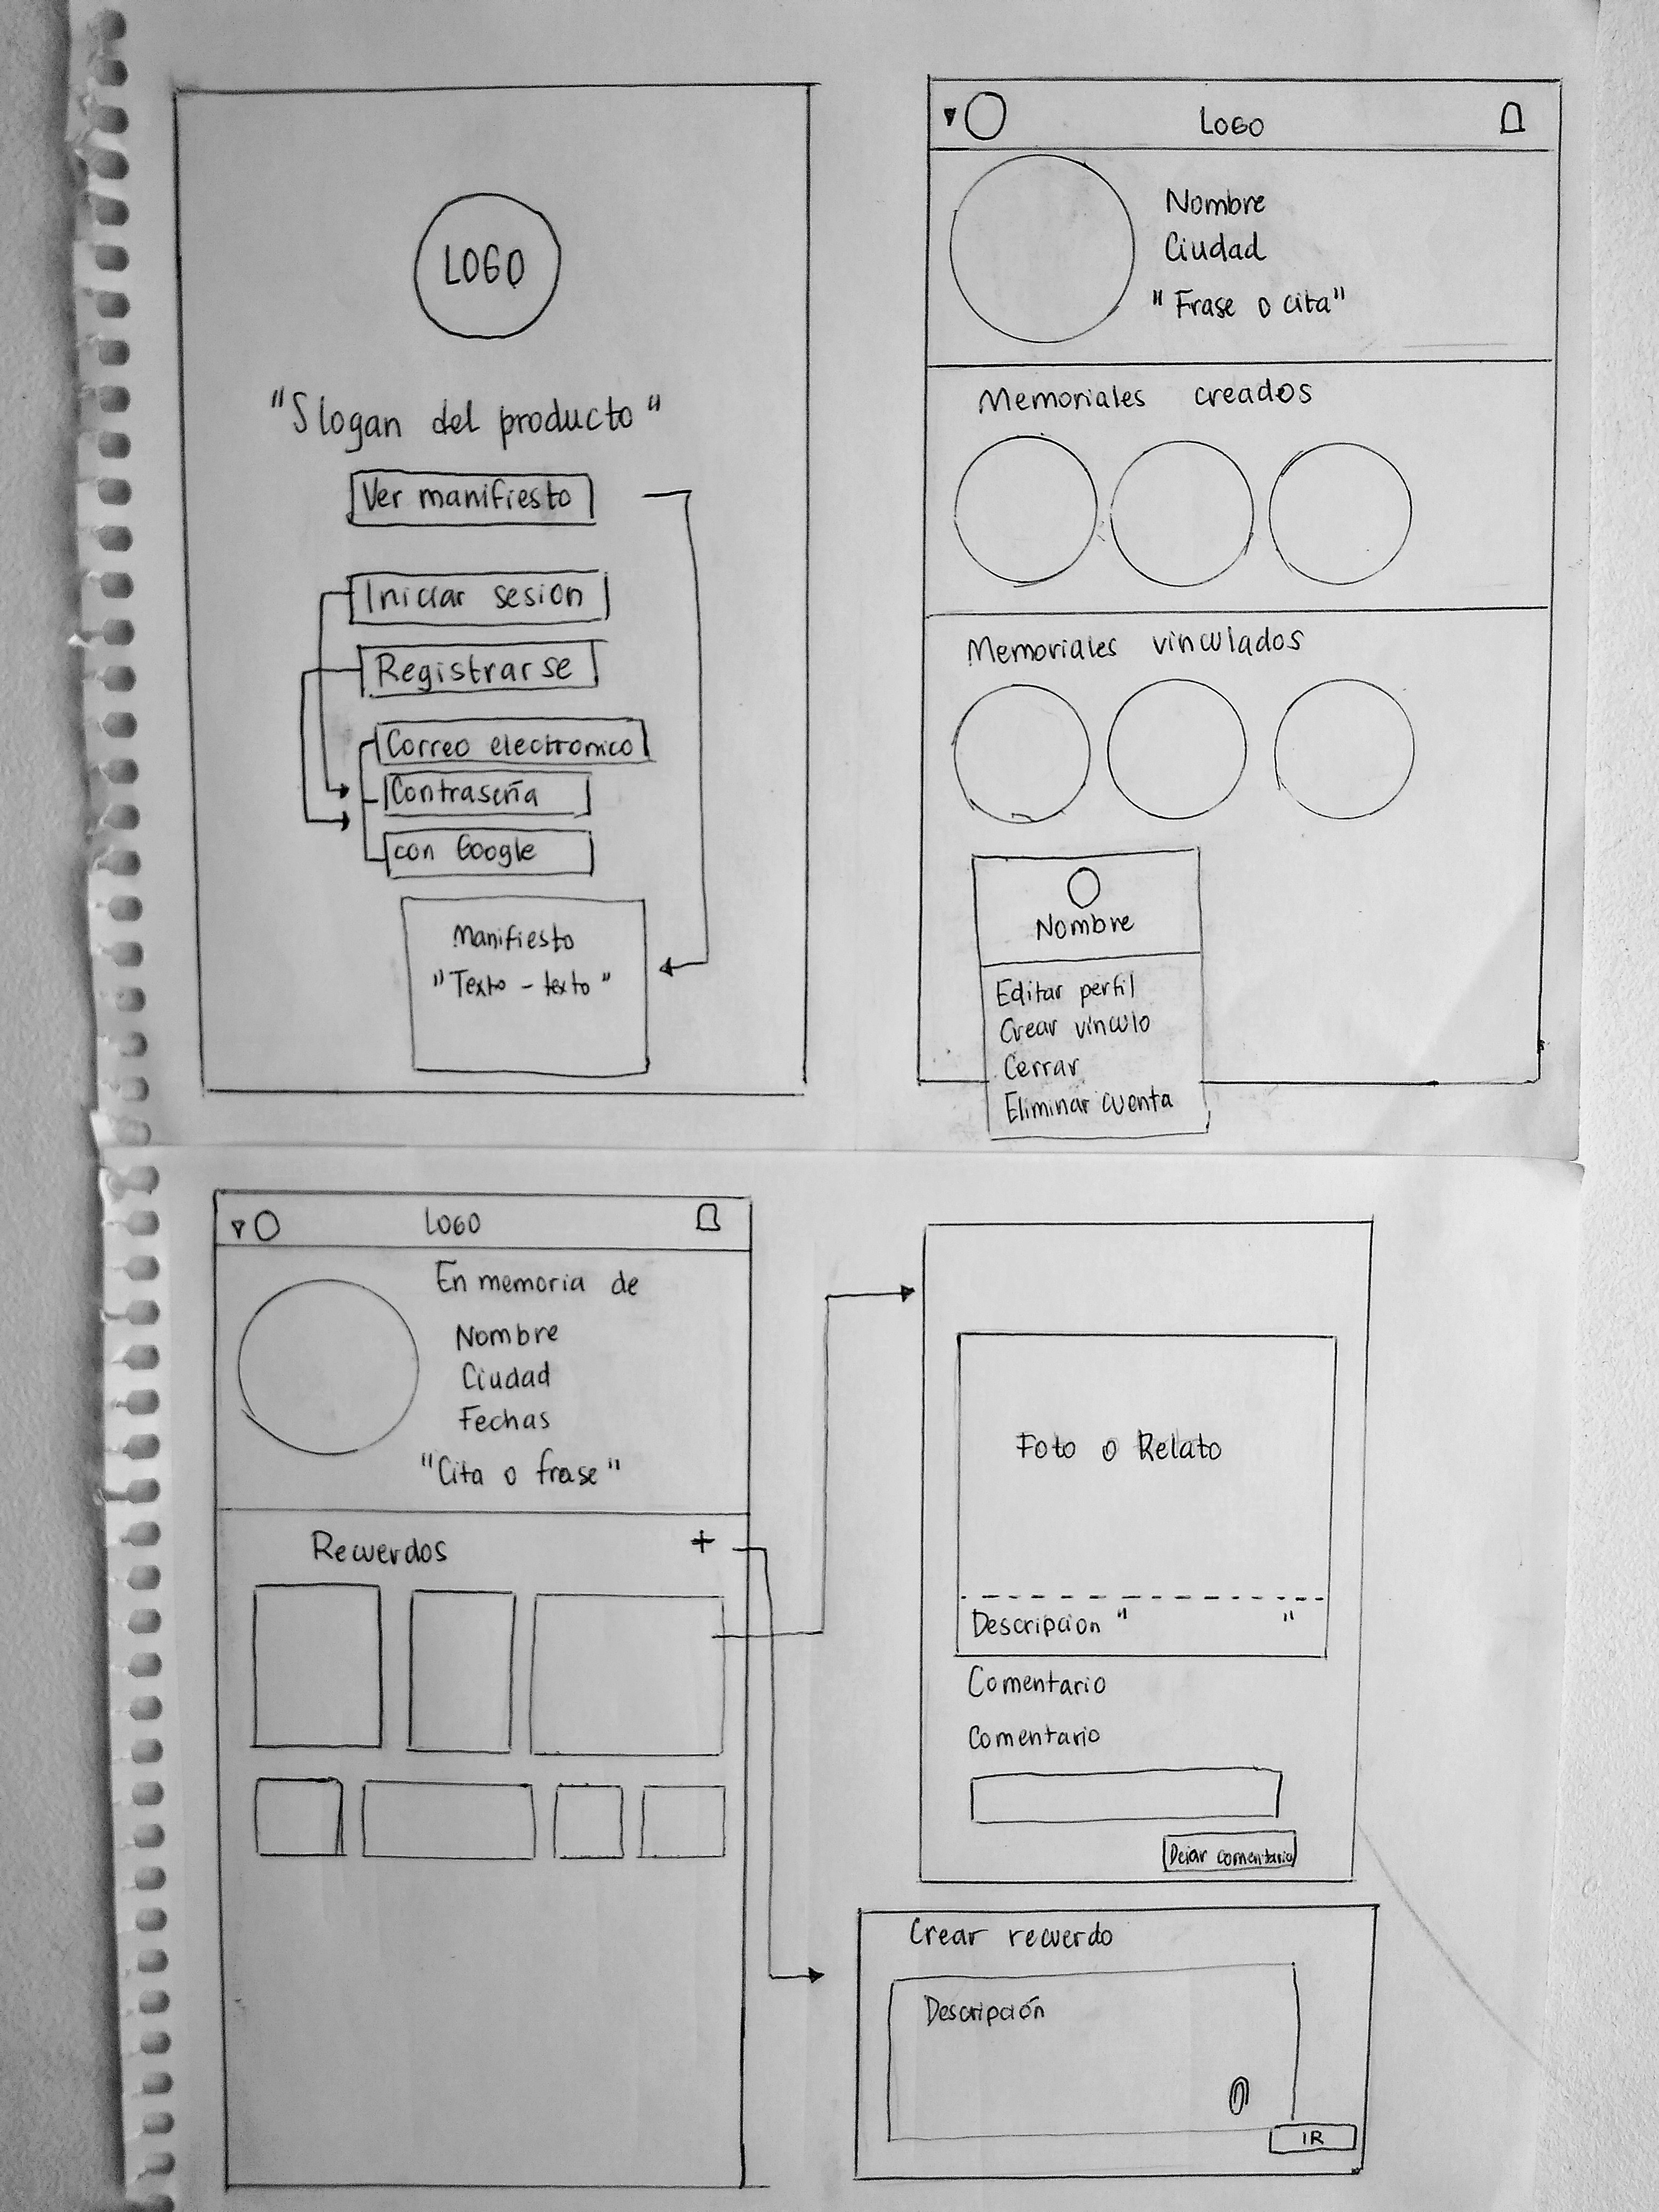 LOGO
"Slogan del producto"
Ver manifiesto
Iniciar sesion
Registrarse
Correo electronico
Contraseña
con Google
Manifiesto
"Texto - texto"
LOGO
Nombre
Ciudad
"Frase o cita"
Memoriales creados
Memoriales vinculados
Nombre
Editar perfil
Crear vinculo
Cerrar
Eliminar cuenta
LOGO
En memoria de
Nombre
Ciudad
Fechas
"Cita o frase"
Recuerdos +
Foto o Relato
Descripcion " "
Comentario
Comentario
Dejar comentario
Crear recuerdo
Descripción
IR